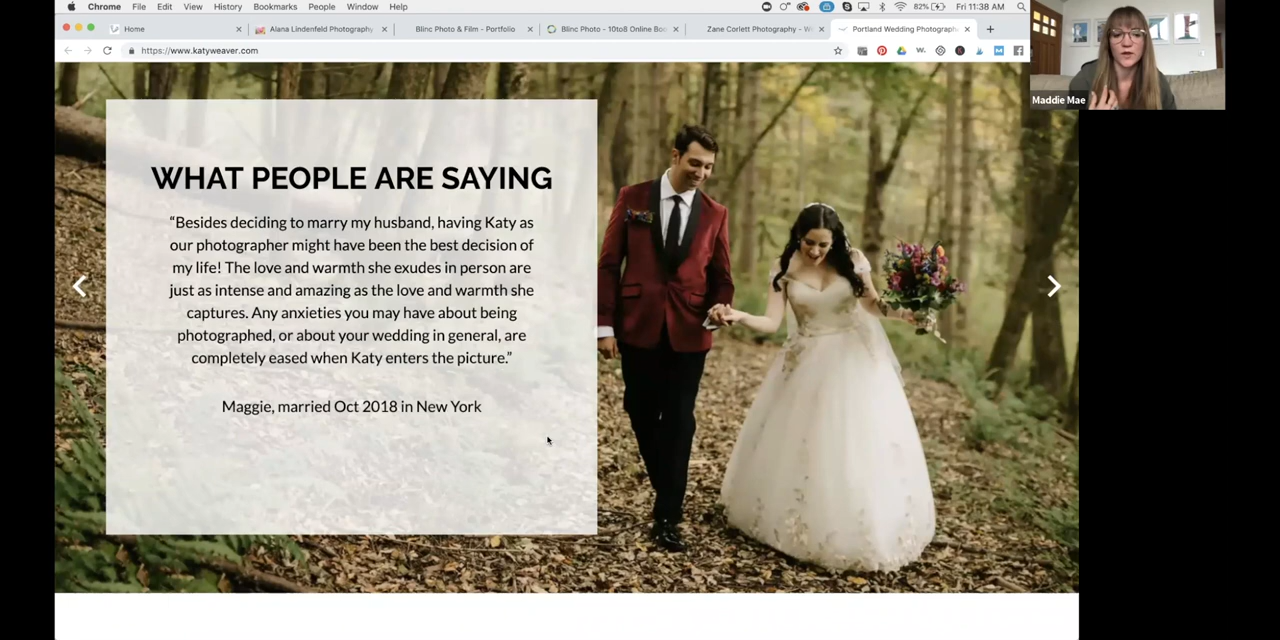 Chrome File Edit View History Bookmarks People Window Help
82% Fri 11:38 AM
Home
Alana Lindenfeld Photography
Blinc Photo & Film - Portfolio
Blinc Photo - 10to8 Online Boo
Zane Corlett Photography - W
Portland Wedding Photograph
https://www.katyweaver.com
Maddie Mae
WHAT PEOPLE ARE SAYING
“Besides deciding to marry my husband, having Katy as
our photographer might have been the best decision of
my life! The love and warmth she exudes in person are
just as intense and amazing as the love and warmth she
captures. Any anxieties you may have about being
photographed, or about your wedding in general, are
completely eased when Katy enters the picture.”
Maggie, married Oct 2018 in New York